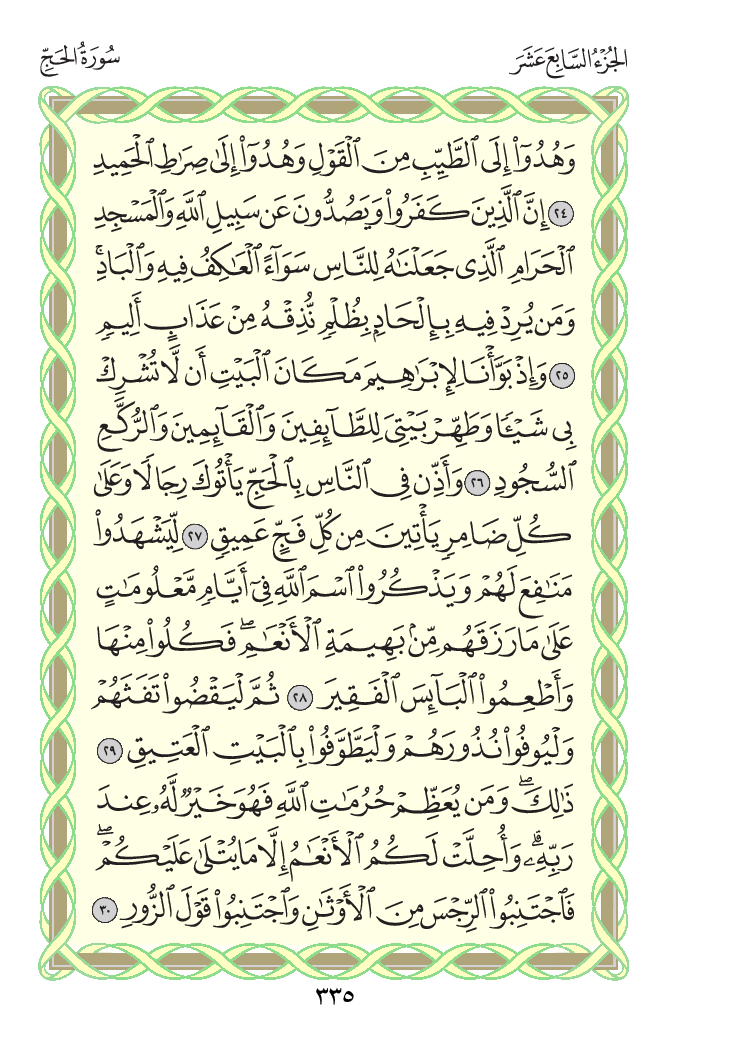 الجُزْءُ السَّابِعَ عَشَرَ
سُورَةُ الحَجِّ
وَهُدُوٓا۟ إِلَى ٱلطَّيِّبِ مِنَ ٱلْقَوْلِ وَهُدُوٓا۟ إِلَىٰ صِرَٰطِ ٱلْحَمِيدِ
٢٤ إِنَّ ٱلَّذِينَ كَفَرُوا۟ وَيَصُدُّونَ عَن سَبِيلِ ٱللَّهِ وَٱلْمَسْجِدِ
ٱلْحَرَامِ ٱلَّذِى جَعَلْنَٰهُ لِلنَّاسِ سَوَآءً ٱلْعَٰكِفُ فِيهِ وَٱلْبَادِ ۚ
وَمَن يُرِدْ فِيهِ بِإِلْحَادٍۭ بِظُلْمٍ نُّذِقْهُ مِنْ عَذَابٍ أَلِيمٍ
٢٥ وَإِذْ بَوَّأْنَا لِإِبْرَٰهِيمَ مَكَانَ ٱلْبَيْتِ أَن لَّا تُشْرِكْ
بِى شَيْـًٔا وَطَهِّرْ بَيْتِىَ لِلطَّآئِفِينَ وَٱلْقَآئِمِينَ وَٱلرُّكَّعِ
ٱلسُّجُودِ ٢٦ وَأَذِّن فِى ٱلنَّاسِ بِٱلْحَجِّ يَأْتُوكَ رِجَالًا وَعَلَىٰ
كُلِّ ضَامِرٍ يَأْتِينَ مِن كُلِّ فَجٍّ عَمِيقٍ ٢٧ لِّيَشْهَدُوا۟
مَنَٰفِعَ لَهُمْ وَيَذْكُرُوا۟ ٱسْمَ ٱللَّهِ فِىٓ أَيَّامٍ مَّعْلُومَٰتٍ
عَلَىٰ مَا رَزَقَهُم مِّنۢ بَهِيمَةِ ٱلْأَنْعَٰمِ ۖ فَكُلُوا۟ مِنْهَا
وَأَطْعِمُوا۟ ٱلْبَآئِسَ ٱلْفَقِيرَ ٢٨ ثُمَّ لْيَقْضُوا۟ تَفَثَهُمْ
وَلْيُوفُوا۟ نُذُورَهُمْ وَلْيَطَّوَّفُوا۟ بِٱلْبَيْتِ ٱلْعَتِيقِ ٢٩
ذَٰلِكَ ۖ وَمَن يُعَظِّمْ حُرُمَٰتِ ٱللَّهِ فَهُوَ خَيْرٌ لَّهُۥ عِندَ
رَبِّهِۦ ۗ وَأُحِلَّتْ لَكُمُ ٱلْأَنْعَٰمُ إِلَّا مَا يُتْلَىٰ عَلَيْكُمْ ۖ
فَٱجْتَنِبُوا۟ ٱلرِّجْسَ مِنَ ٱلْأَوْثَٰنِ وَٱجْتَنِبُوا۟ قَوْلَ ٱلزُّورِ ٣٠
٣٣٥